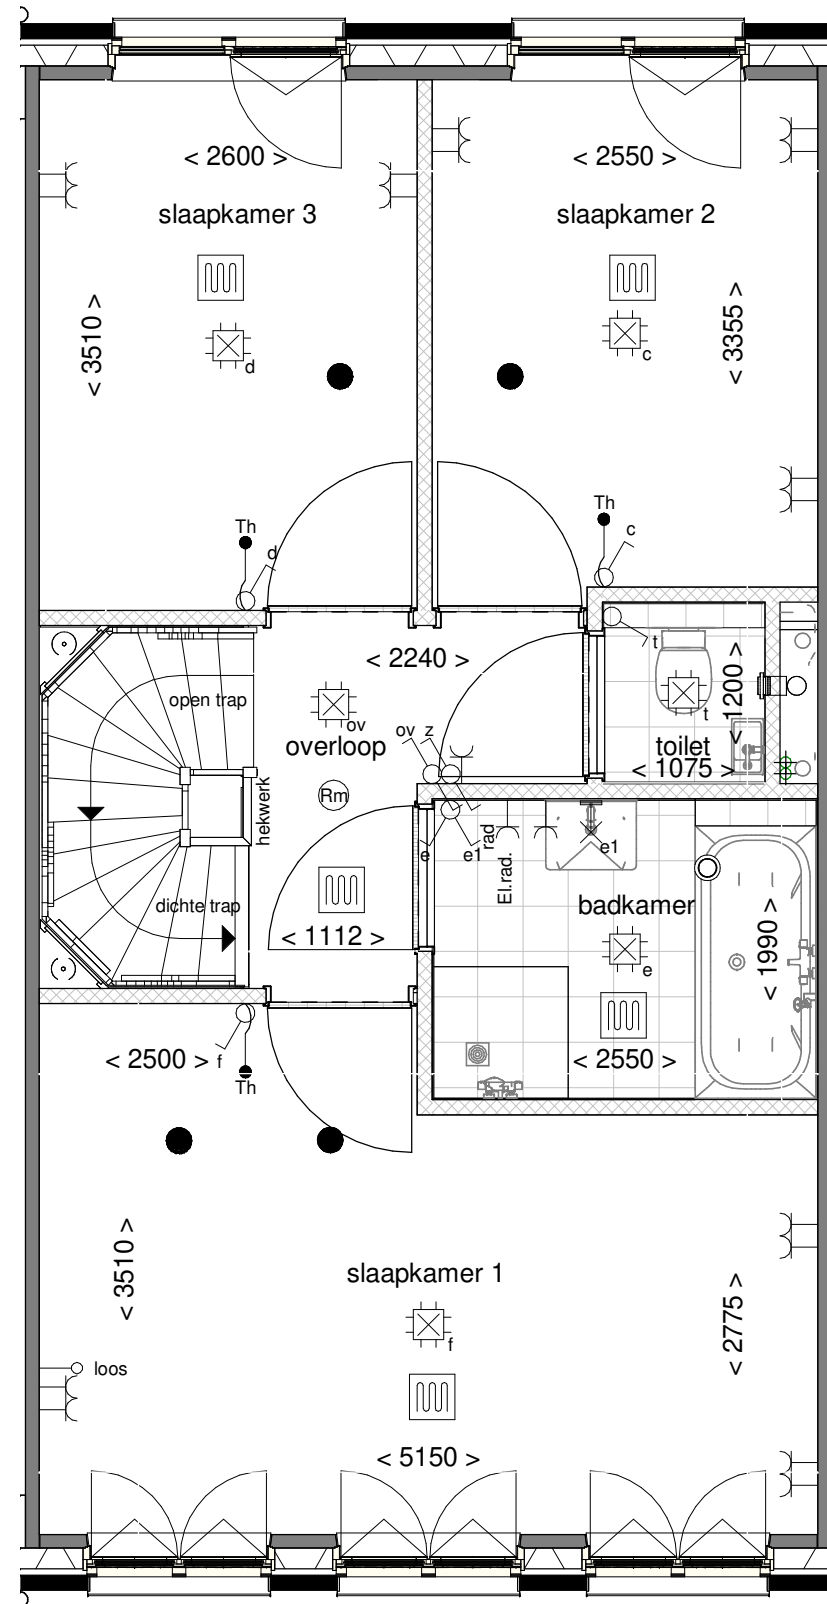 < 2600 >
< 2550 >
slaapkamer 3
slaapkamer 2
< 3510 >
< 3355 >
d
c
Th
d
Th
c
t
< 2240 >
open trap
ov
overloop
ov z
t
toilet
< 1075 >
< 1200 >
hekwerk
Rm
e
e1
rad
El.rad.
e1
dichte trap
badkamer
< 1112 >
e
< 1990 >
< 2500 >
f
Th
< 2550 >
< 3510 >
slaapkamer 1
< 2775 >
f
loos
< 5150 >